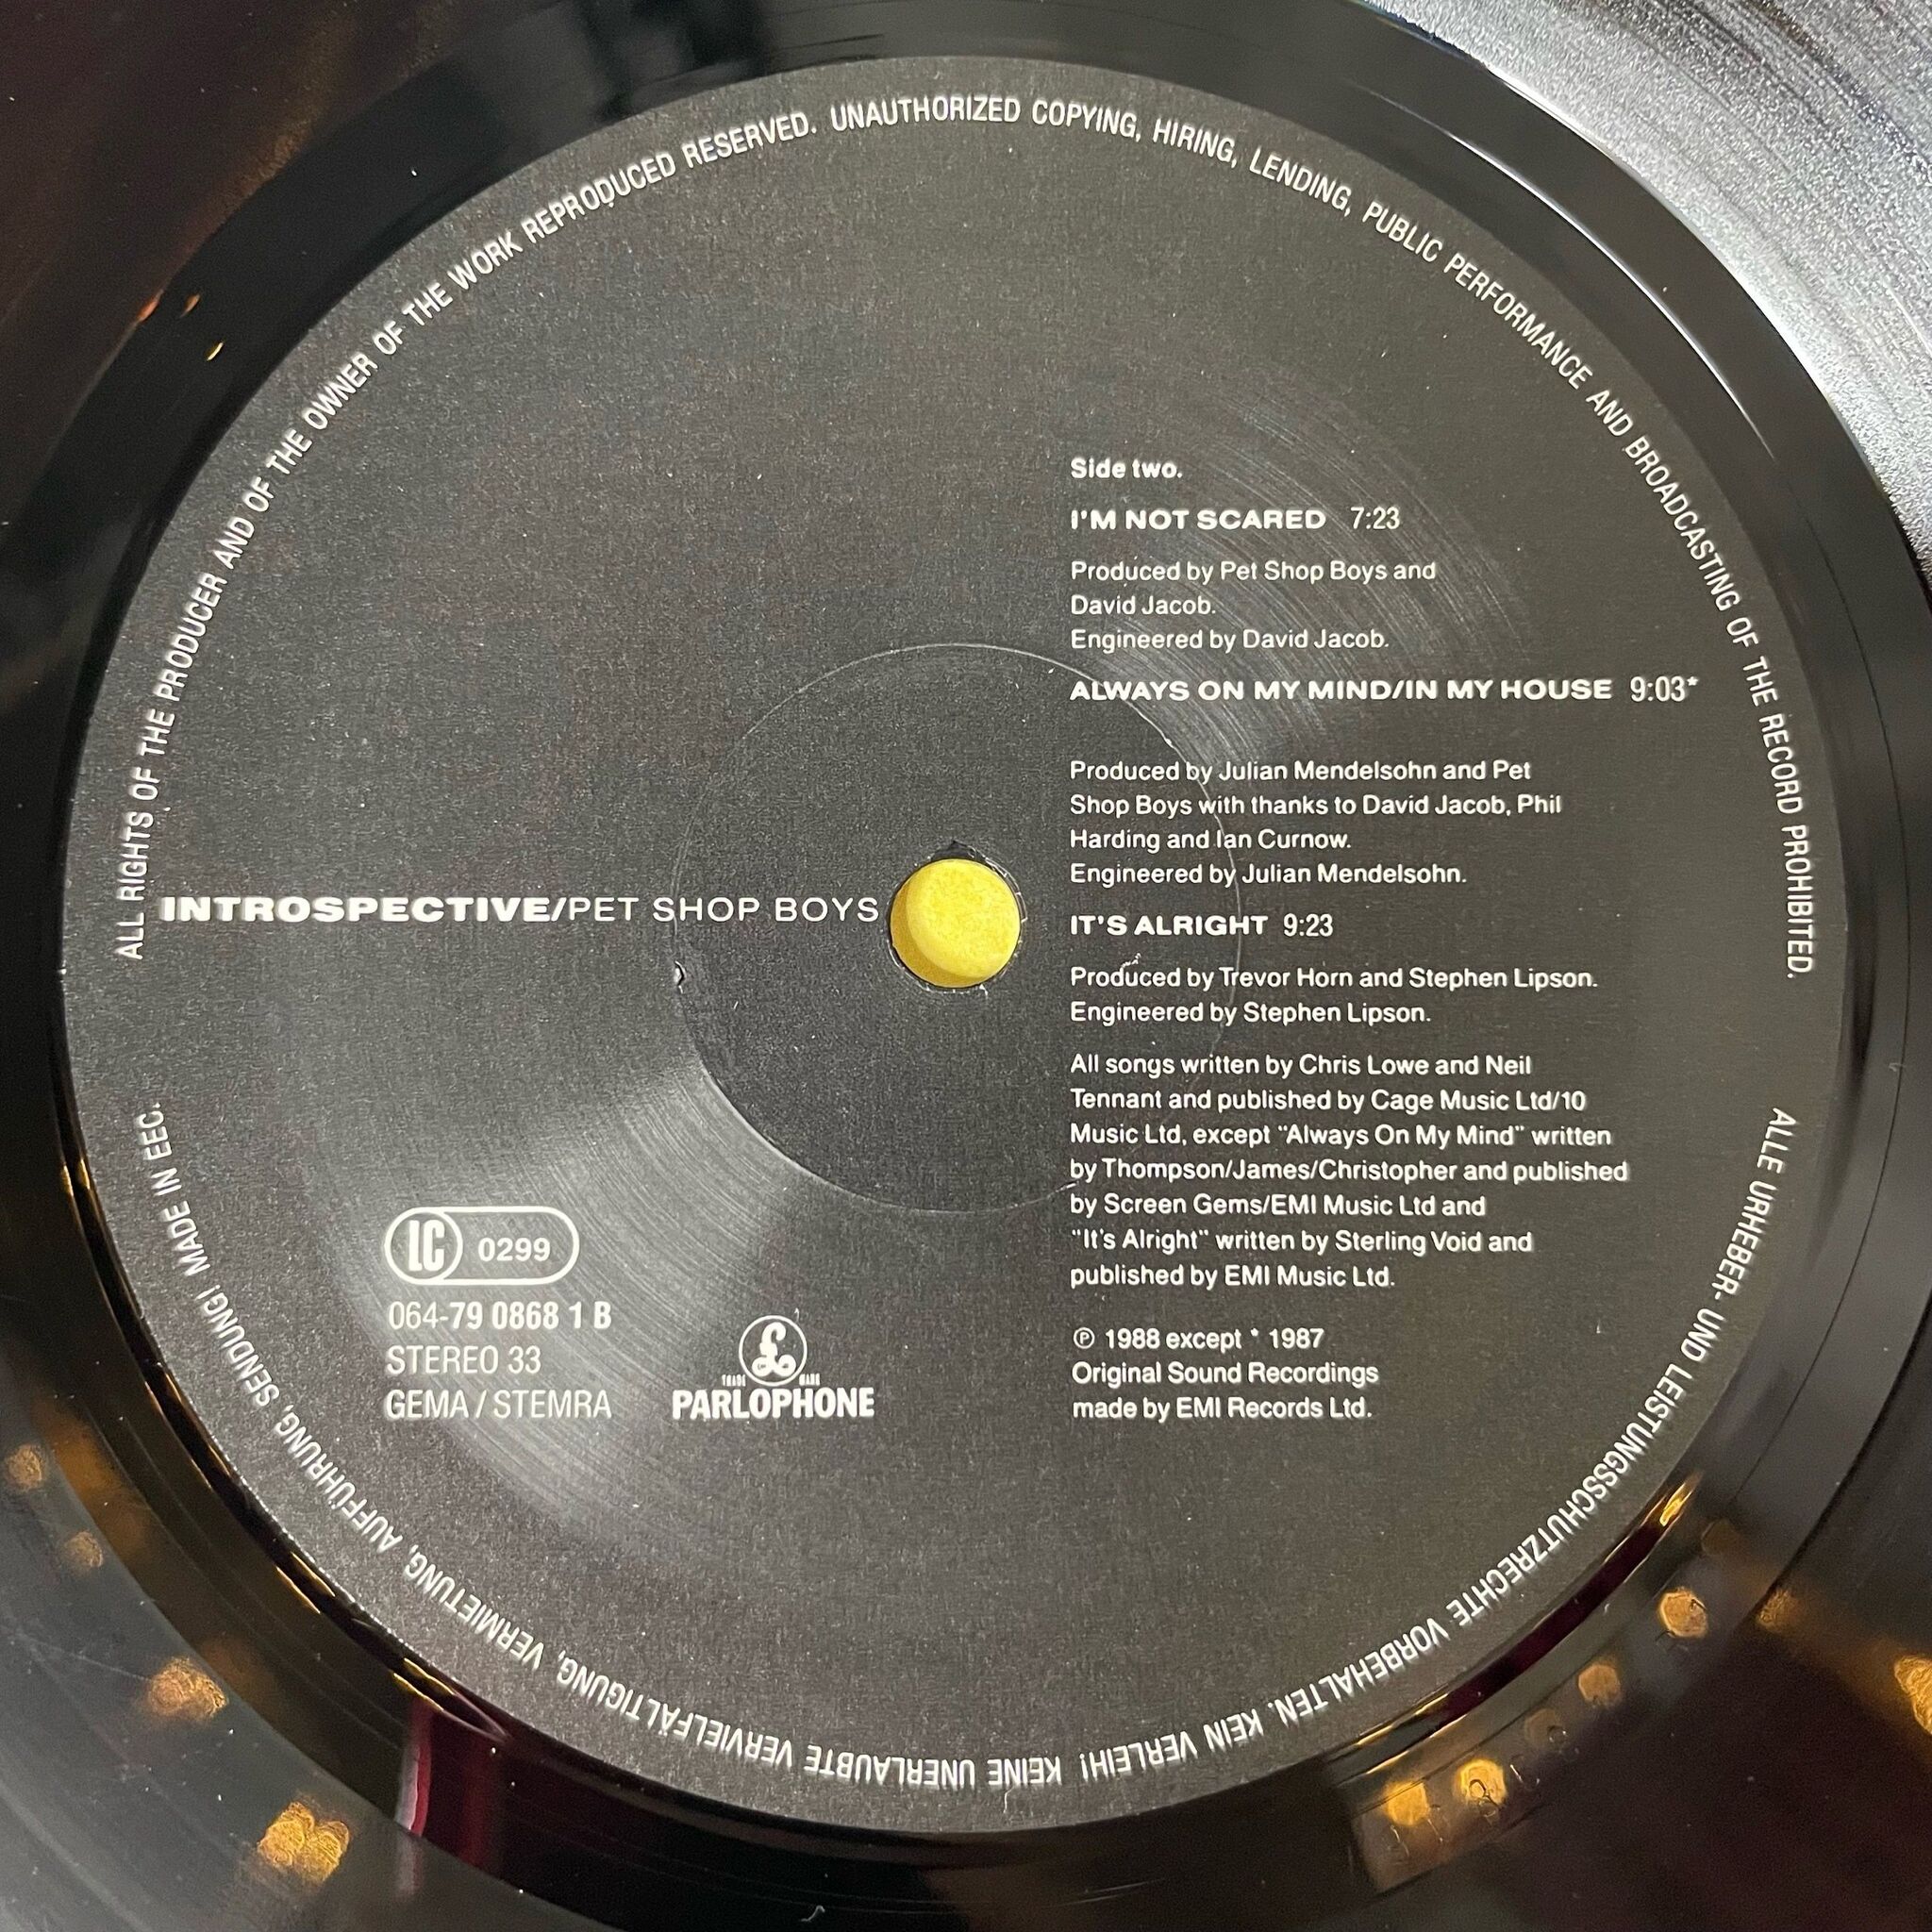 ALL RIGHTS OF THE PRODUCER AND OF THE OWNER OF THE WORK REPRODUCED RESERVED. UNAUTHORIZED COPYING, HIRING, LENDING, PUBLIC PERFORMANCE AND BROADCASTING OF THE RECORD PROHIBITED.
Side two.
I'M NOT SCARED 7:23
Produced by Pet Shop Boys and
David Jacob.
Engineered by David Jacob.
ALWAYS ON MY MIND/IN MY HOUSE 9:03*
Produced by Julian Mendelsohn and Pet
Shop Boys with thanks to David Jacob, Phil
Harding and Ian Curnow.
Engineered by Julian Mendelsohn.
INTROSPECTIVE/PET SHOP BOYS
IT'S ALRIGHT 9:23
Produced by Trevor Horn and Stephen Lipson.
Engineered by Stephen Lipson.
All songs written by Chris Lowe and Neil
Tennant and published by Cage Music Ltd/10
Music Ltd, except "Always On My Mind" written
by Thompson/James/Christopher and published
by Screen Gems/EMI Music Ltd and
"It's Alright" written by Sterling Void and
published by EMI Music Ltd.
℗ 1988 except * 1987
Original Sound Recordings
made by EMI Records Ltd.
LC 0299
064-79 0868 1 B
STEREO 33
GEMA / STEMRA
TRADE MARK
PARLOPHONE
ALLE URHEBER- UND LEISTUNGSSCHUTZRECHTE VORBEHALTEN. KEIN VERLEIH! KEINE UNERLAUBTE VERVIELFÄLTIGUNG, VERMIETUNG, AUFFÜHRUNG, SENDUNG! MADE IN EEC.